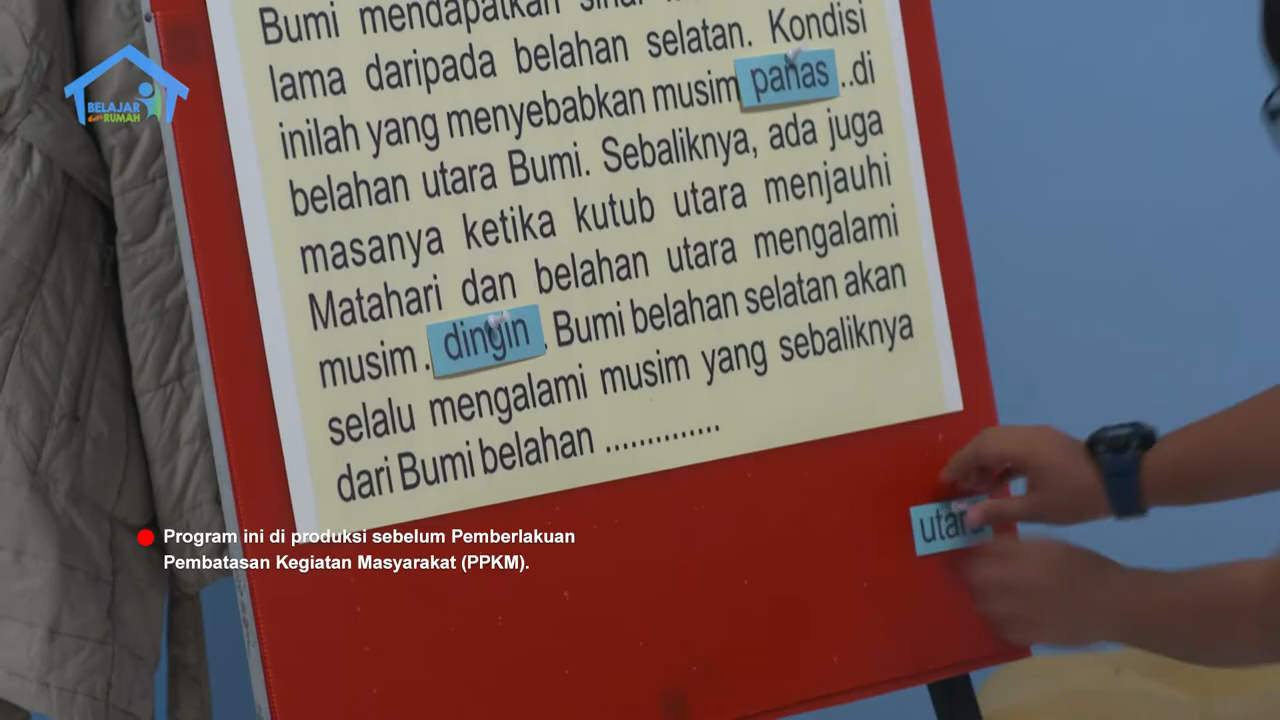 Bumi mendapatkan
lama daripada belahan selatan. Kondisi
inilah yang menyebabkan musim panas ..di
belahan utara Bumi. Sebaliknya, ada juga
masanya ketika kutub utara menjauhi
Matahari dan belahan utara mengalami
musim . dingin . Bumi belahan selatan akan
selalu mengalami musim yang sebaliknya
dari Bumi belahan ..............
utara
BELAJAR
dari RUMAH
Program ini di produksi sebelum Pemberlakuan
Pembatasan Kegiatan Masyarakat (PPKM).